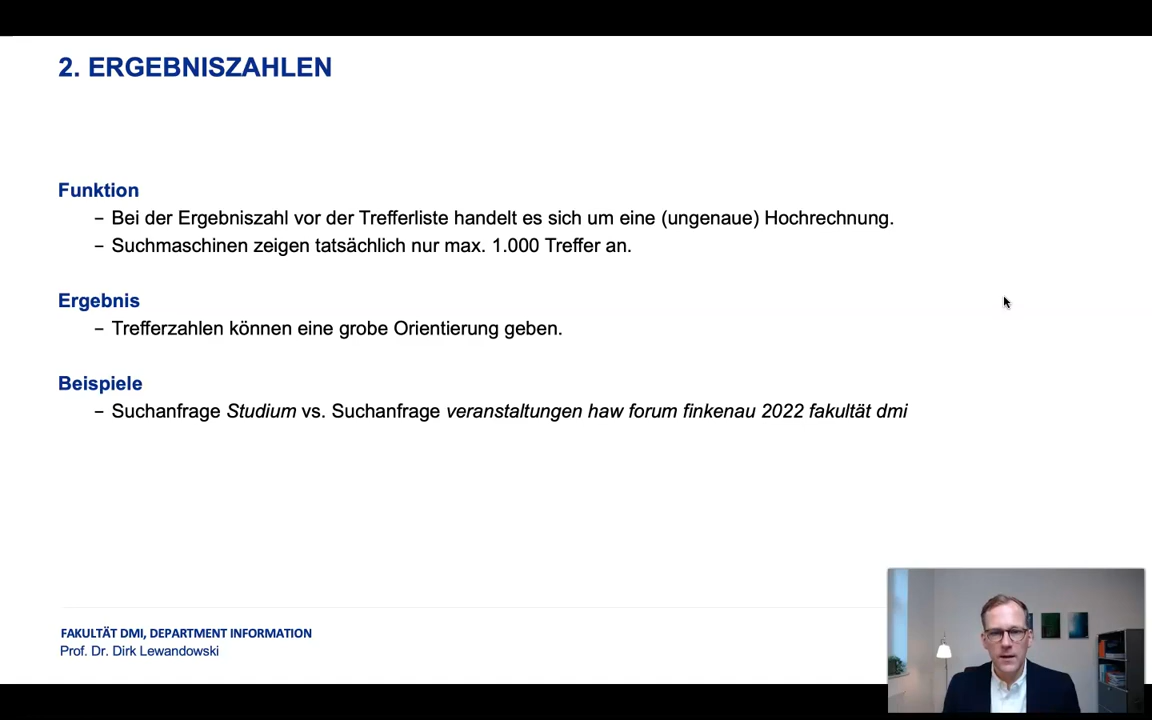 2. ERGEBNISZAHLEN
Funktion
– Bei der Ergebniszahl vor der Trefferliste handelt es sich um eine (ungenaue) Hochrechnung.
– Suchmaschinen zeigen tatsächlich nur max. 1.000 Treffer an.
Ergebnis
– Trefferzahlen können eine grobe Orientierung geben.
Beispiele
– Suchanfrage Studium vs. Suchanfrage veranstaltungen haw forum finkenau 2022 fakultät dmi
FAKULTÄT DMI, DEPARTMENT INFORMATION
Prof. Dr. Dirk Lewandowski